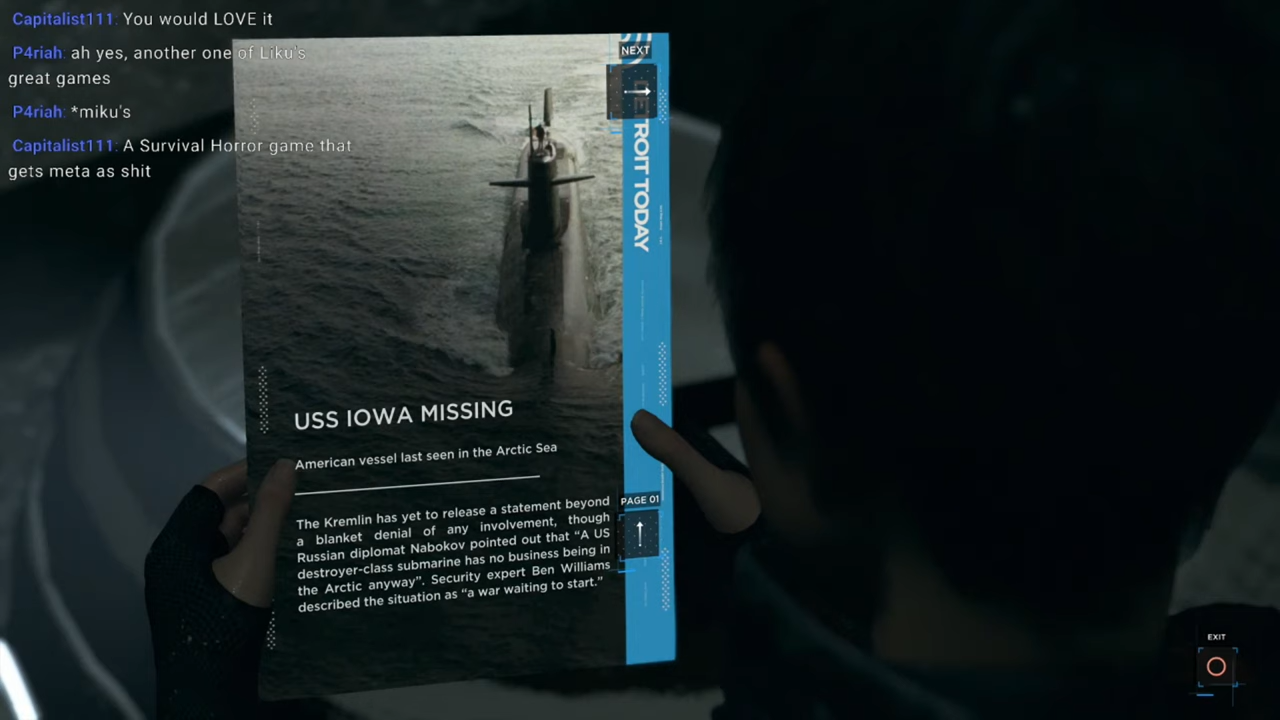 Capitalist111: You would LOVE it
P4riah: ah yes, another one of Liku's
great games
P4riah: *miku's
Capitalist111: A Survival Horror game that
gets meta as shit
NEXT
DETROIT TODAY
USS IOWA MISSING
American vessel last seen in the Arctic Sea
The Kremlin has yet to release a statement beyond
a blanket denial of any involvement, though
Russian diplomat Nabokov pointed out that “A US
destroyer-class submarine has no business being in
the Arctic anyway”. Security expert Ben Williams
described the situation as “a war waiting to start.”
PAGE 01
EXIT